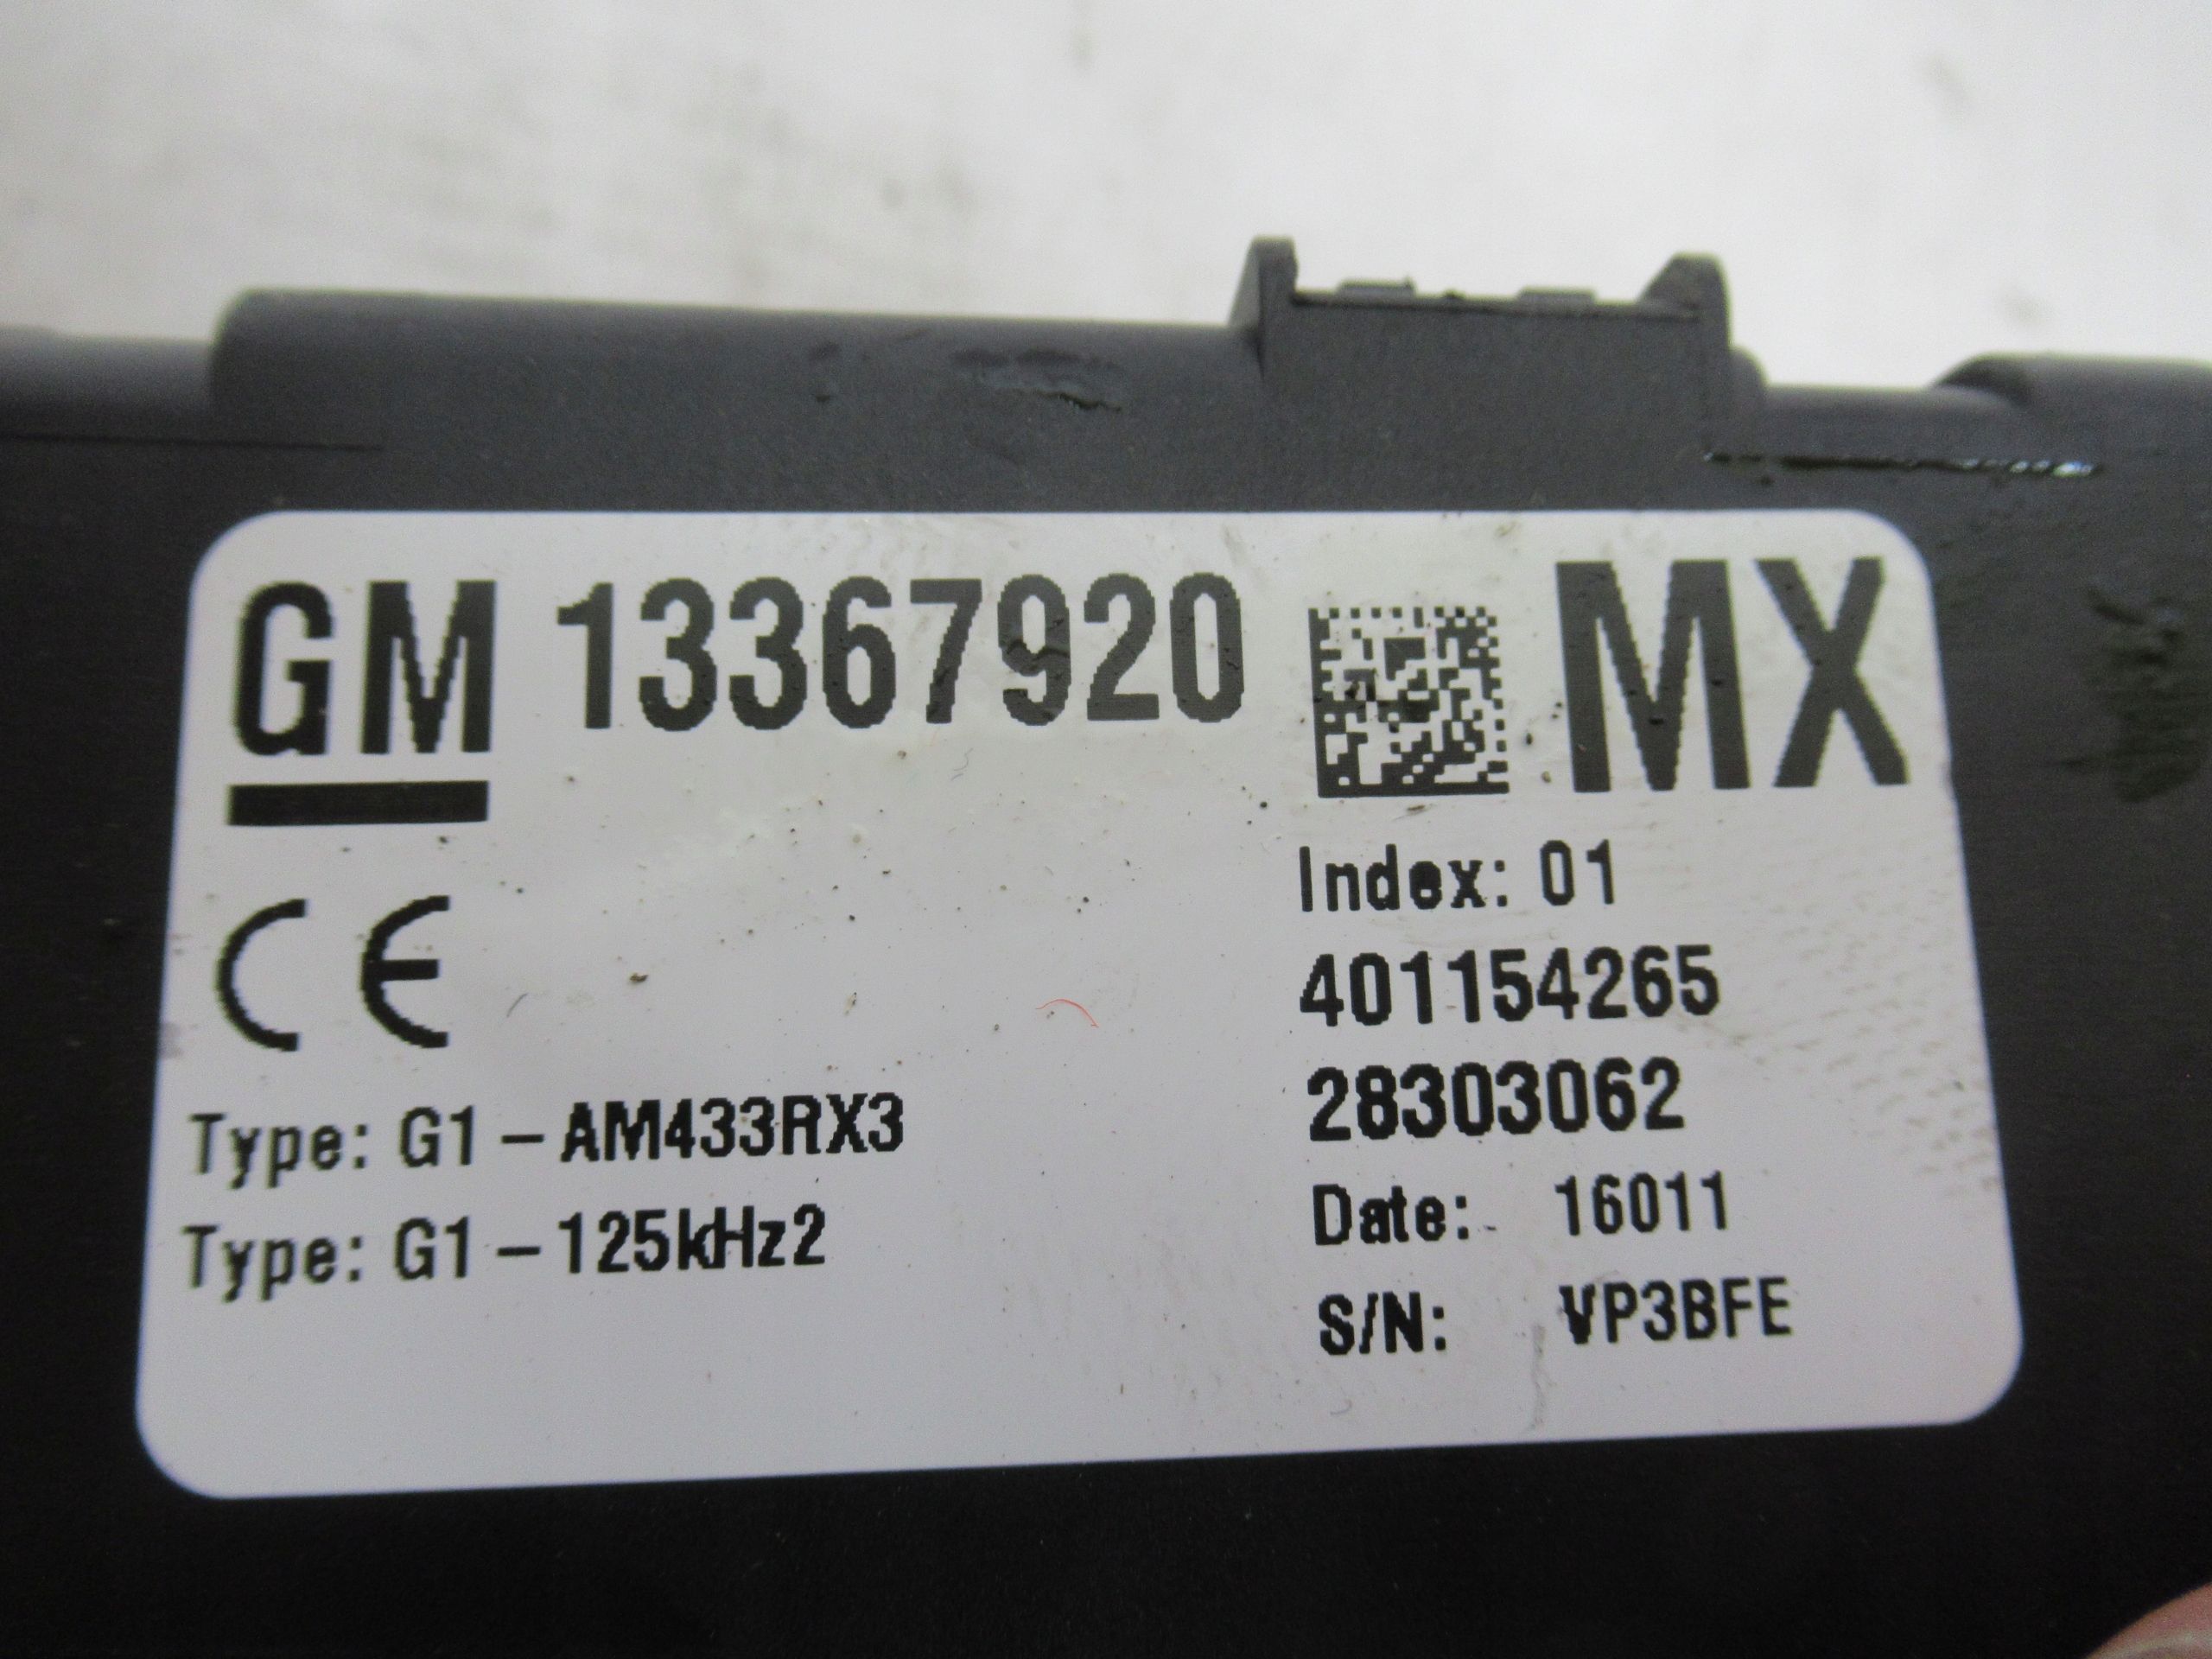 GM 13367920 MX
CE
Index: 01
401154265
28303062
Type: G1-AM433RX3
Type: G1-125kHz2
Date: 16011
S/N: VP3BFE